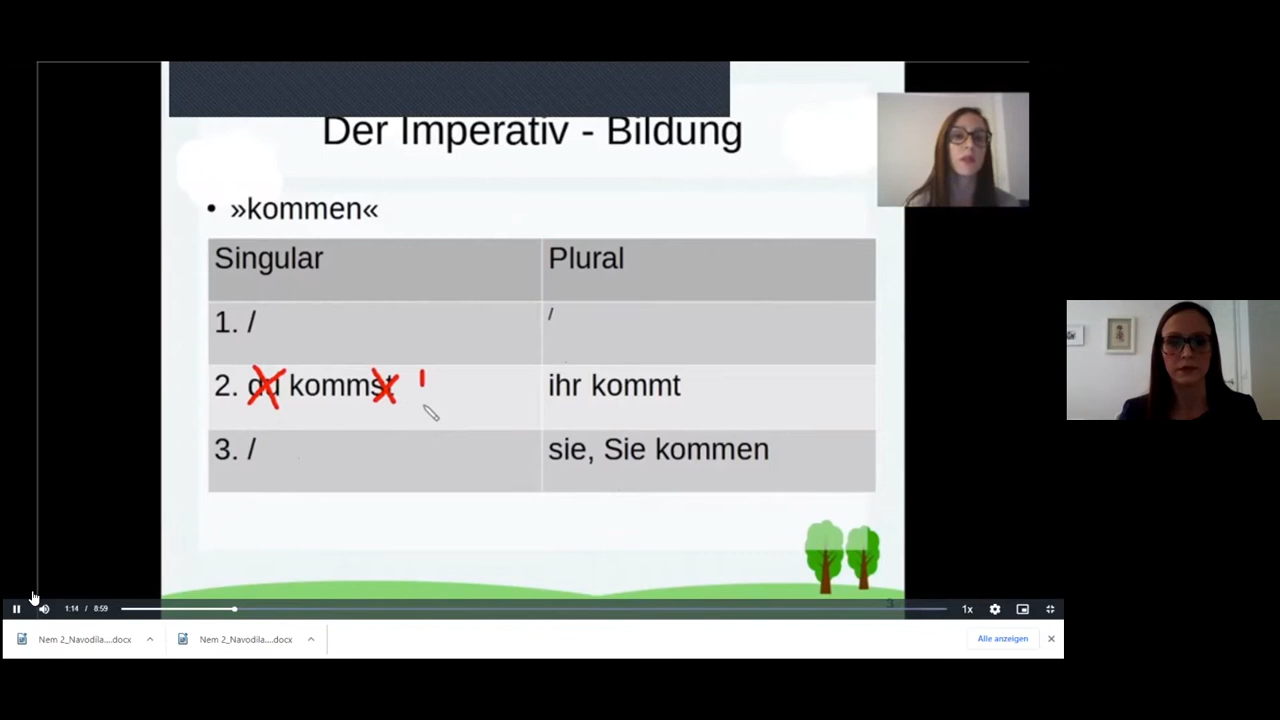 Der Imperativ - Bildung
• »kommen«
Singular Plural
1. / /
2. du kommst ! ihr kommt
3. / sie, Sie kommen
3
1:14 / 8:59 1x
Nem 2_Navodila....docx Nem 2_Navodila....docx Alle anzeigen